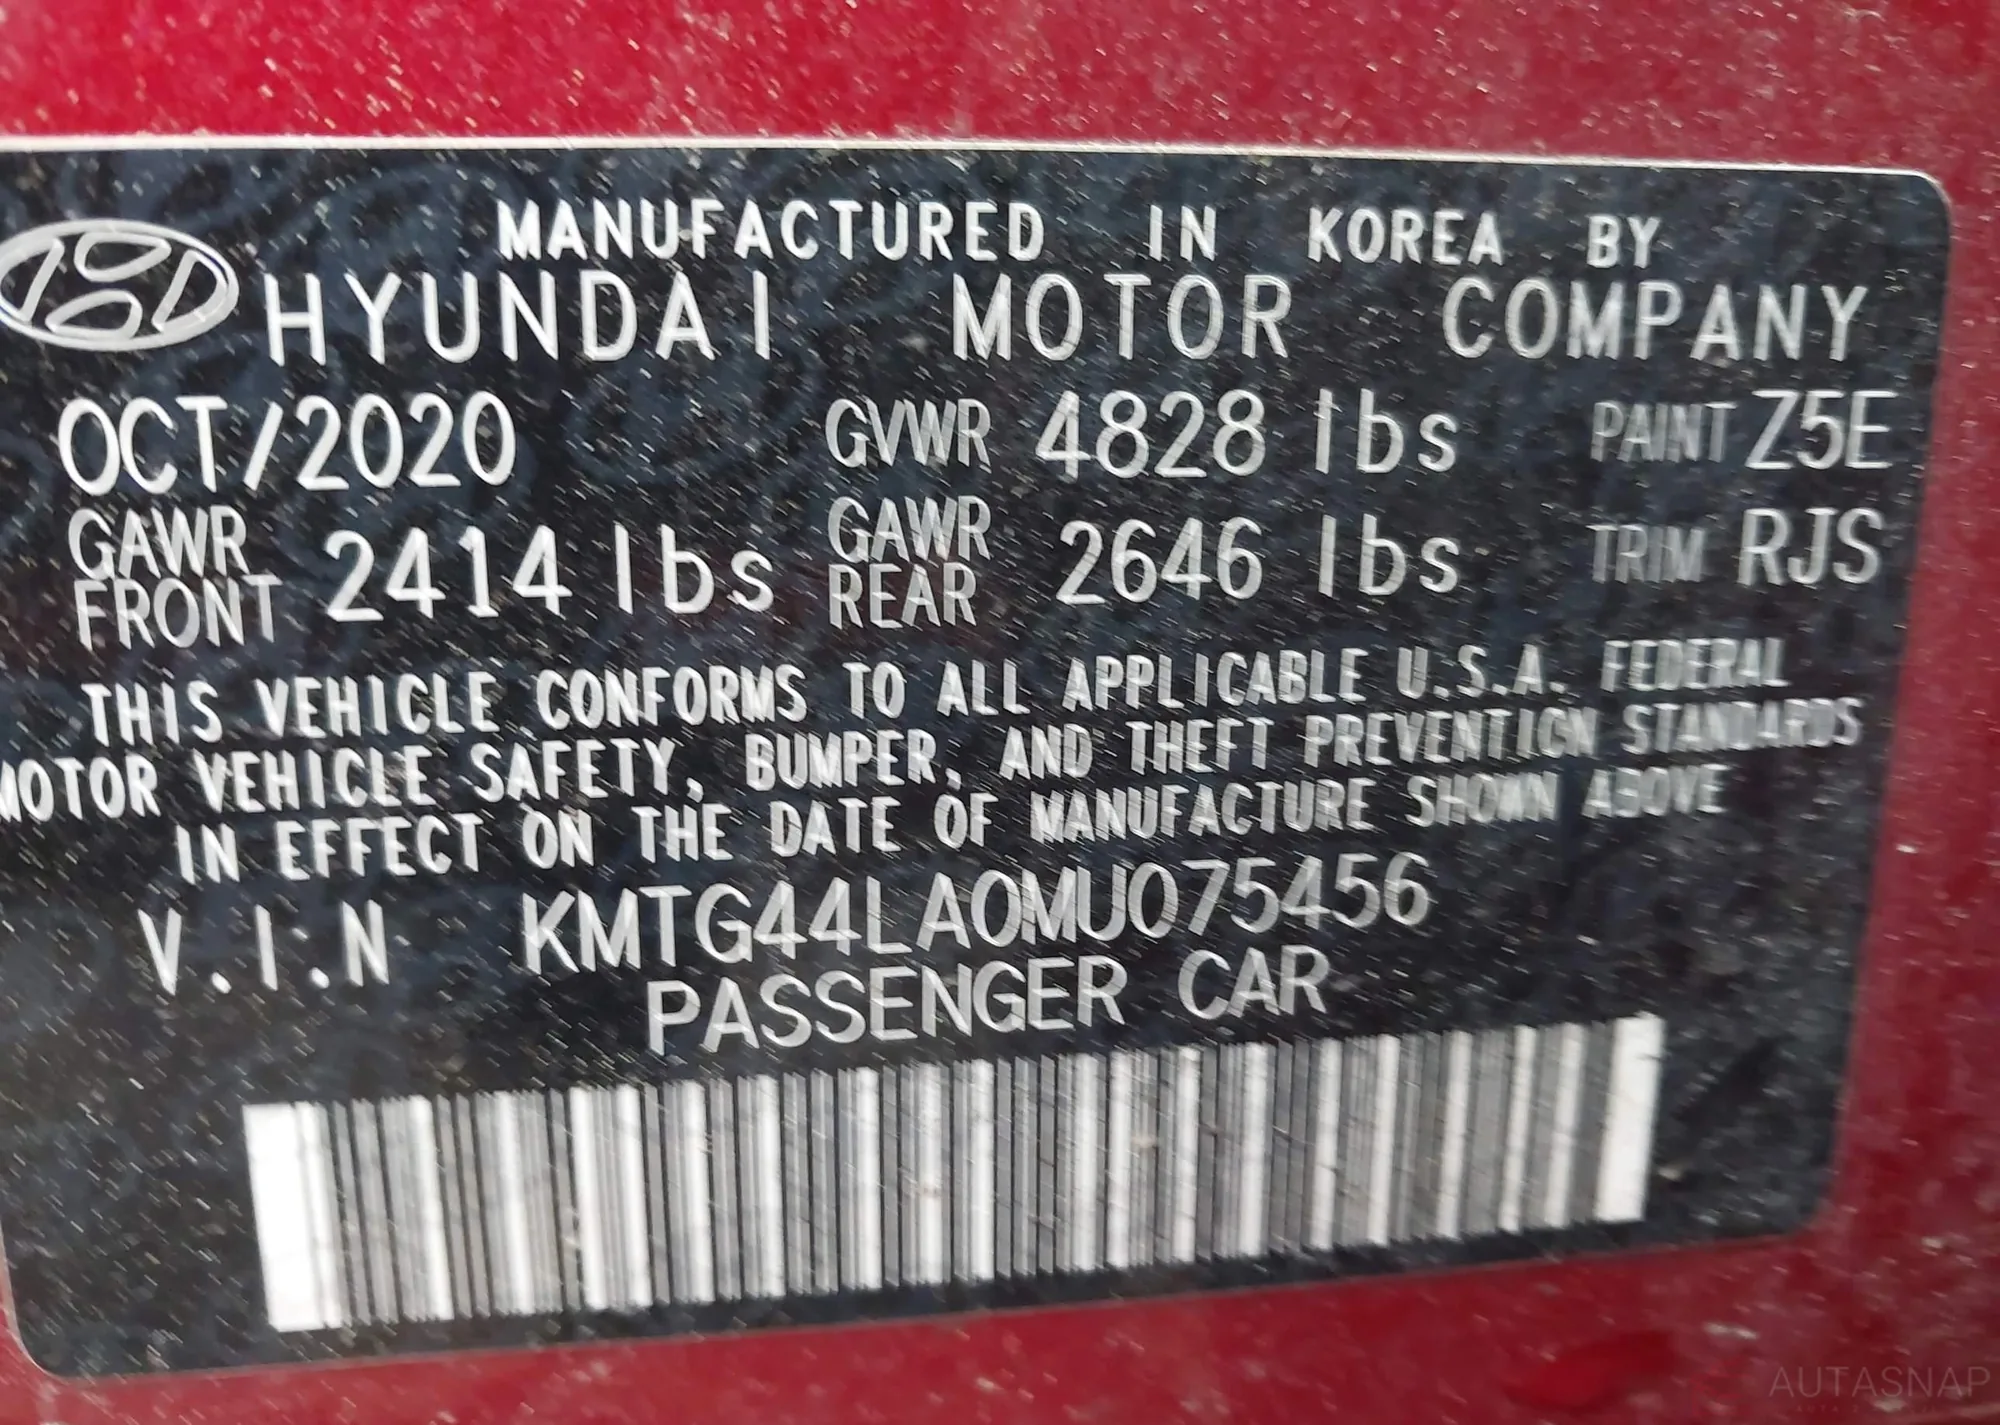 MANUFACTURED IN KOREA BY
HYUNDAI MOTOR COMPANY
OCT/2020 GVWR 4828 lbs PAINT Z5E
GAWR FRONT 2414 lbs GAWR REAR 2646 lbs TRIM RJS
THIS VEHICLE CONFORMS TO ALL APPLICABLE U.S.A. FEDERAL
MOTOR VEHICLE SAFETY, BUMPER, AND THEFT PREVENTION STANDARDS
IN EFFECT ON THE DATE OF MANUFACTURE SHOWN ABOVE
V.I.N KMTG44LA0MU075456
PASSENGER CAR
AUTASNAP